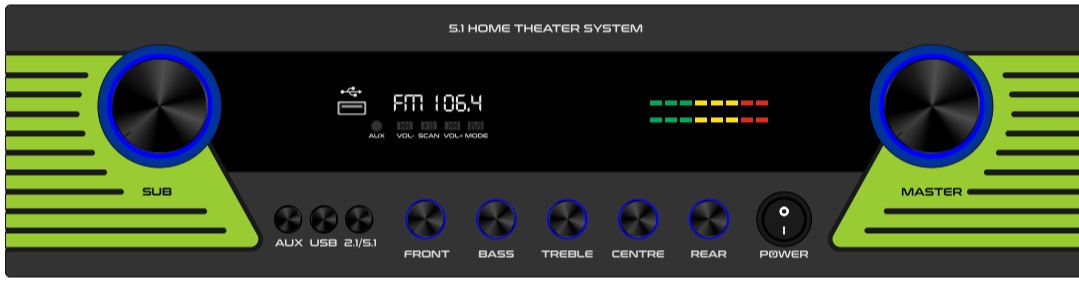 5.1 HOME THEATER SYSTEM
FM 106.4
AUX VOL- SCAN VOL+ MODE
SUB
MASTER
AUX USB 2.1/5.1
FRONT BASS TREBLE CENTRE REAR POWER